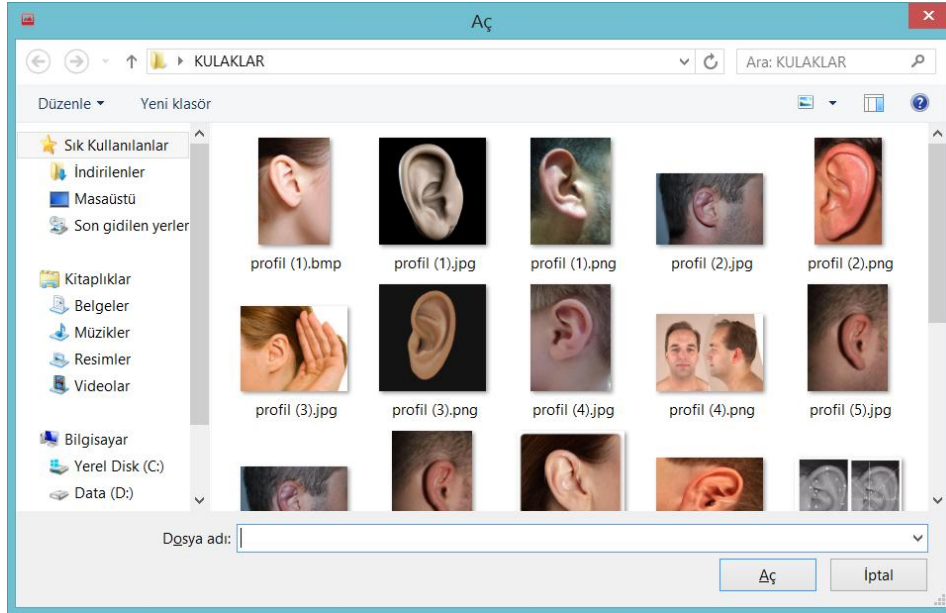 Aç
KULAKLAR
Ara: KULAKLAR
Düzenle
Yeni klasör
Sık Kullanılanlar
İndirilenler
Masaüstü
Son gidilen yerler
Kitaplıklar
Belgeler
Müzikler
Resimler
Videolar
Bilgisayar
Yerel Disk (C:)
Data (D:)
profil (1).bmp
profil (1).jpg
profil (1).png
profil (2).jpg
profil (2).png
profil (3).jpg
profil (3).png
profil (4).jpg
profil (4).png
profil (5).jpg
Dosya adı:
Aç
İptal